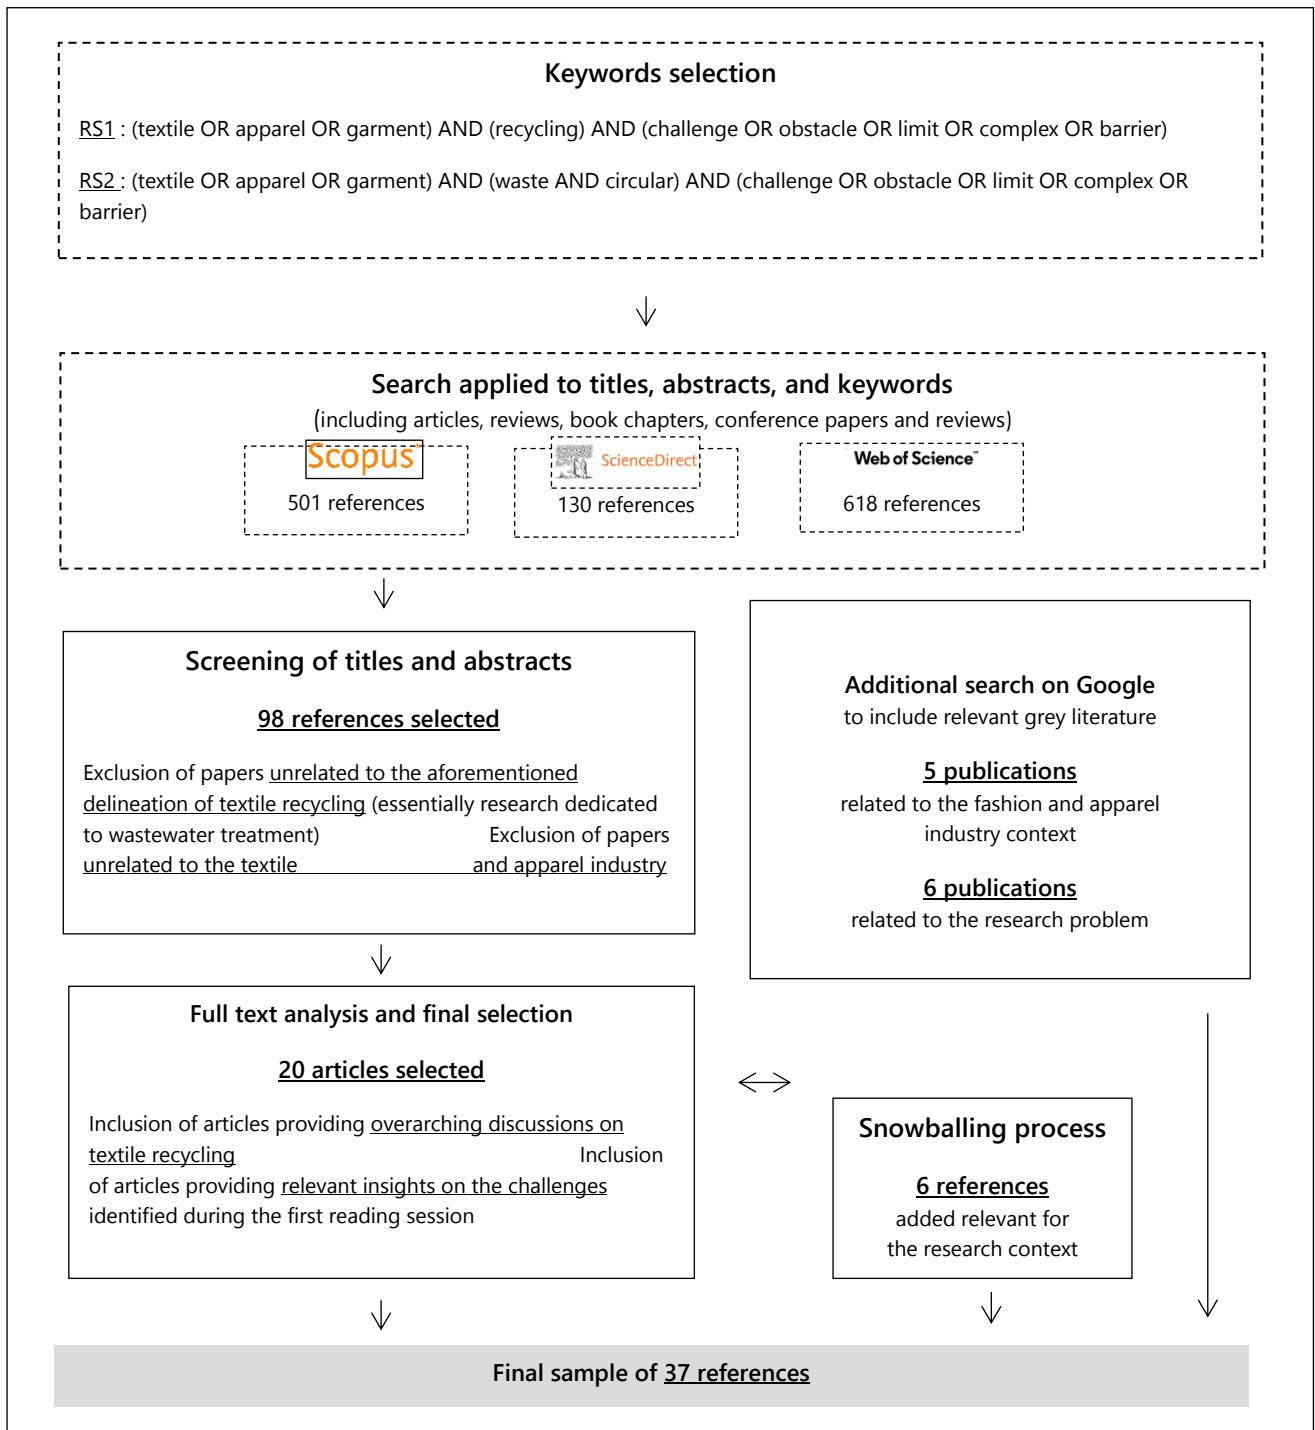 Keywords selection
RS1 : (textile OR apparel OR garment) AND (recycling) AND (challenge OR obstacle OR limit OR complex OR barrier)
RS2 : (textile OR apparel OR garment) AND (waste AND circular) AND (challenge OR obstacle OR limit OR complex OR
barrier)
Search applied to titles, abstracts, and keywords
(including articles, reviews, book chapters, conference papers and reviews)
Scopus
501 references
ScienceDirect
130 references
Web of Science™
618 references
Screening of titles and abstracts
98 references selected
Exclusion of papers unrelated to the aforementioned
delineation of textile recycling (essentially research dedicated
to wastewater treatment) Exclusion of papers
unrelated to the textile and apparel industry
Additional search on Google
to include relevant grey literature
5 publications
related to the fashion and apparel
industry context
6 publications
related to the research problem
Full text analysis and final selection
20 articles selected
Inclusion of articles providing overarching discussions on
textile recycling Inclusion
of articles providing relevant insights on the challenges
identified during the first reading session
Snowballing process
6 references
added relevant for
the research context
Final sample of 37 references